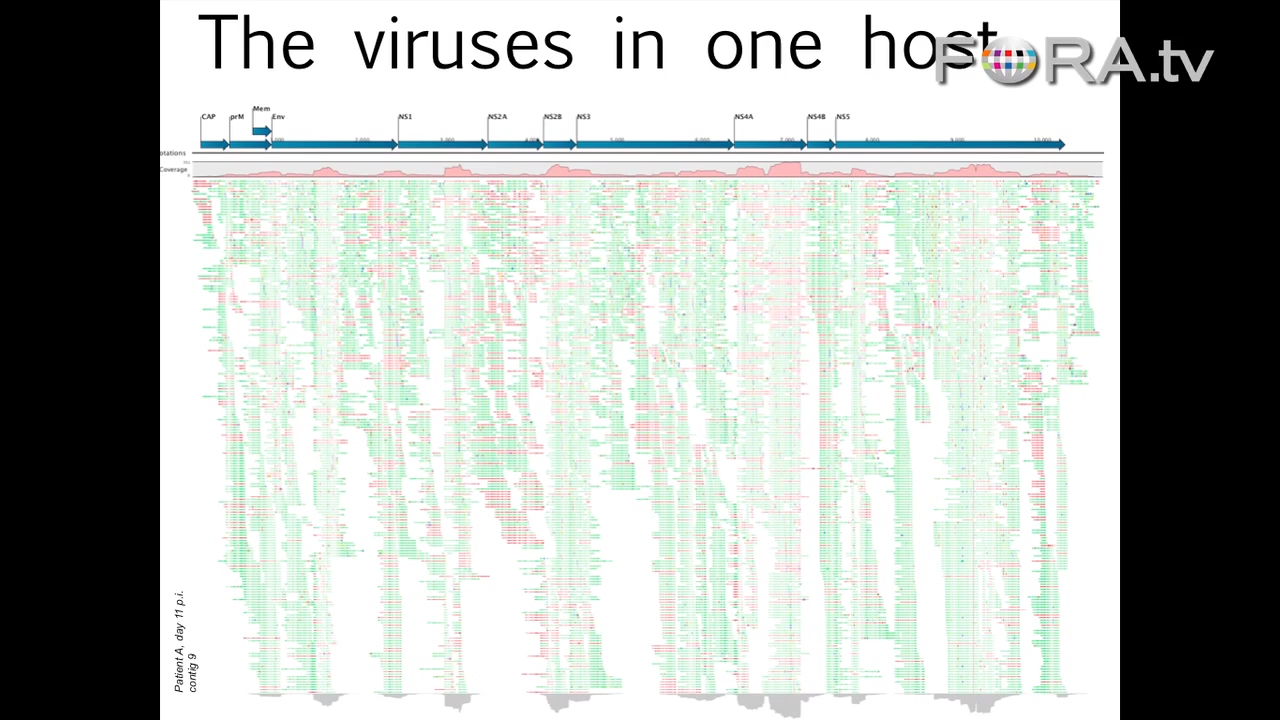 The viruses in one host
FORA.tv
Mem
CAP prM Env NS1 NS2A NS2B NS3 NS4A NS4B NS5
otations
Coverage
Patient A, day 11 p.i.
contig 9